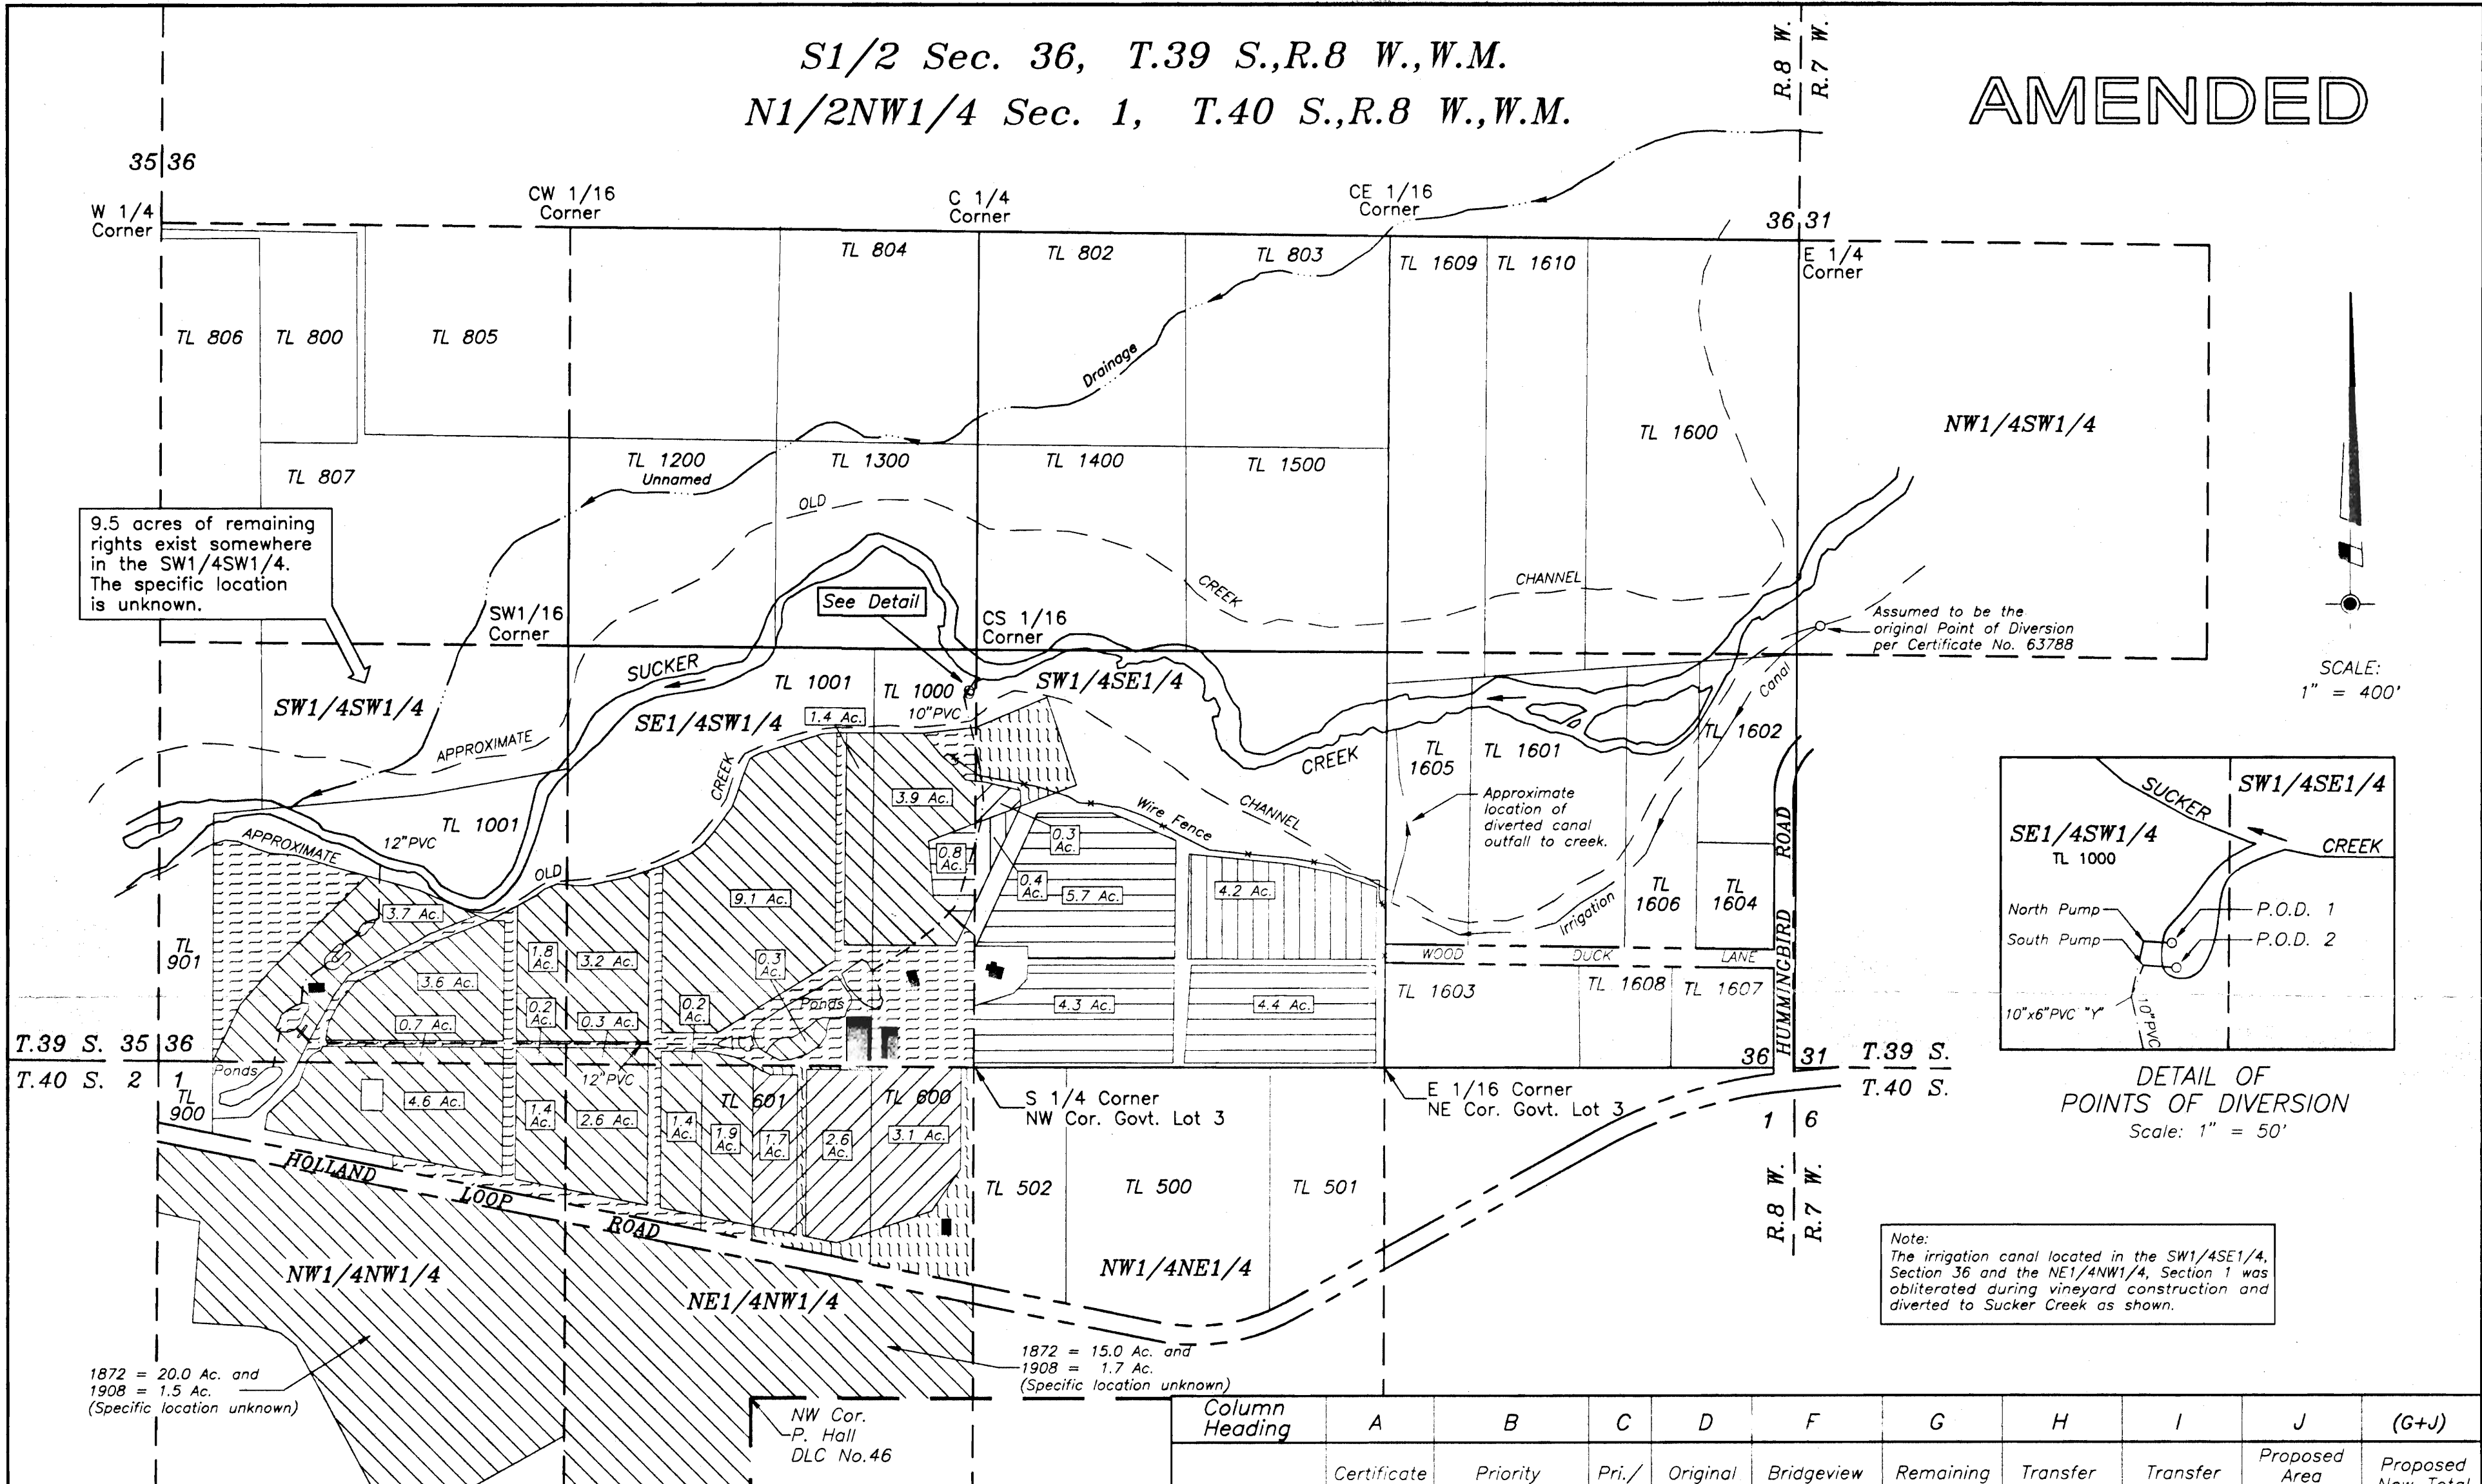 S1/2 Sec. 36, T.39 S.,R.8 W.,W.M.
N1/2NW1/4 Sec. 1, T.40 S.,R.8 W.,W.M.
R.8 W.
R.7 W.
AMENDED
35 36
W 1/4
Corner
CW 1/16
Corner
C 1/4
Corner
CE 1/16
Corner
36 31
E 1/4
Corner
TL 804
TL 802
TL 803
TL 1609
TL 1610
TL 806
TL 800
TL 805
Drainage
TL 1600
NW1/4SW1/4
TL 807
TL 1200
Unnamed
TL 1300
TL 1400
TL 1500
OLD
9.5 acres of remaining
rights exist somewhere
in the SW1/4SW1/4.
The specific location
is unknown.
See Detail
CREEK
CHANNEL
SW1/16
Corner
CS 1/16
Corner
Assumed to be the
original Point of Diversion
per Certificate No. 63788
SCALE:
1" = 400'
SUCKER
SW1/4SW1/4
SE1/4SW1/4
TL 1001
TL 1000
10"PVC
SW1/4SE1/4
Canal
1.4 Ac.
APPROXIMATE
CREEK
TL 1602
TL
1605
TL 1601
CREEK
3.9 Ac.
Wire Fence
CHANNEL
Approximate
location of
diverted canal
outfall to creek.
TL 1001
12"PVC
APPROXIMATE
OLD
0.3
Ac.
0.8
Ac.
0.4
Ac.
5.7 Ac.
4.2 Ac.
9.1 Ac.
3.7 Ac.
TL
1606
TL
1604
Irrigation
HUMMINGBIRD ROAD
TL
901
1.8
Ac.
3.2 Ac.
0.3
Ac.
WOOD DUCK LANE
3.6 Ac.
0.7 Ac.
0.2
Ac.
0.3 Ac.
0.2
Ac.
Ponds
4.3 Ac.
4.4 Ac.
TL 1603
TL 1608
TL 1607
SUCKER
SW1/4SE1/4
SE1/4SW1/4
TL 1000
CREEK
North Pump
P.O.D. 1
South Pump
P.O.D. 2
10"x6"PVC "Y"
10"PVC
DETAIL OF
POINTS OF DIVERSION
Scale: 1" = 50'
T.39 S. 35 36
T.40 S. 2 1
Ponds
TL
900
12"PVC
4.6 Ac.
1.4
Ac.
2.6 Ac.
1.4
Ac.
TL 601
1.9
Ac.
1.7
Ac.
2.6
Ac.
TL 600
3.1 Ac.
S 1/4 Corner
NW Cor. Govt. Lot 3
E 1/16 Corner
NE Cor. Govt. Lot 3
36 31 T.39 S.
T.40 S.
1 6
R.8 W.
R.7 W.
HOLLAND LOOP ROAD
TL 502
TL 500
TL 501
NW1/4NW1/4
NE1/4NW1/4
NW1/4NE1/4
Note:
The irrigation canal located in the SW1/4SE1/4,
Section 36 and the NE1/4NW1/4, Section 1 was
obliterated during vineyard construction and
diverted to Sucker Creek as shown.
1872 = 20.0 Ac. and
1908 = 1.5 Ac.
(Specific location unknown)
1872 = 15.0 Ac. and
1908 = 1.7 Ac.
(Specific location unknown)
NW Cor.
P. Hall
DLC No.46
Column
Heading
A B C D F G H I J (G+J)
Certificate Priority Pri./ Original Bridgeview Remaining Transfer Transfer Proposed
Area
Proposed
New Total